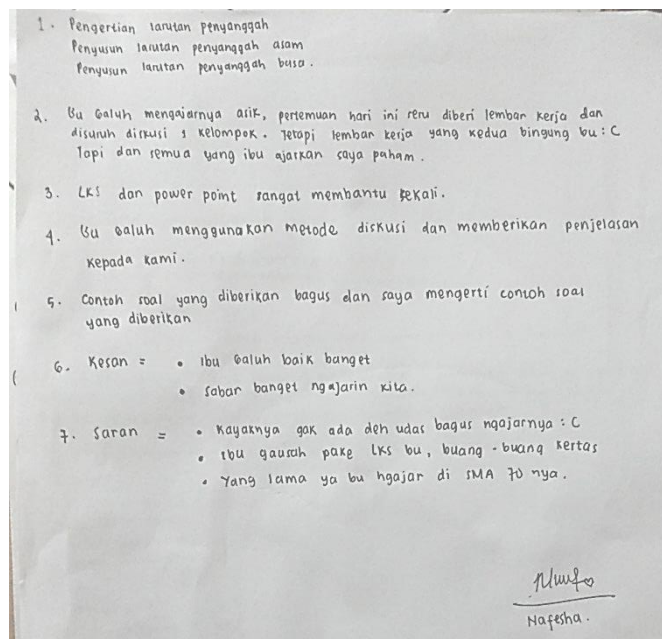 1. Pengertian larutan penyanggah
Penyusun larutan penyanggah asam
Penyusun larutan penyanggah basa.
2. Bu Galuh mengajarnya asik, pertemuan hari ini seru diberi lembar kerja dan
disuruh diskusi s kelompok. Tetapi lembar kerja yang kedua bingung bu :C
Tapi dan semua yang ibu ajarkan saya paham.
3. LKS dan power point sangat membantu sekali.
4. Bu Galuh menggunakan metode diskusi dan memberikan penjelasan
kepada kami.
5. Contoh soal yang diberikan bagus dan saya mengerti contoh soal
yang diberikan
6. Kesan = • Ibu Galuh baik banget
• Sabar banget ngajarin kita.
7. Saran = • Kayaknya gak ada deh udas bagus ngajarnya :C
• Ibu gausah pake LKS bu, buang-buang kertas
• Yang lama ya bu ngajar di SMA 70 nya.
Nafesha.